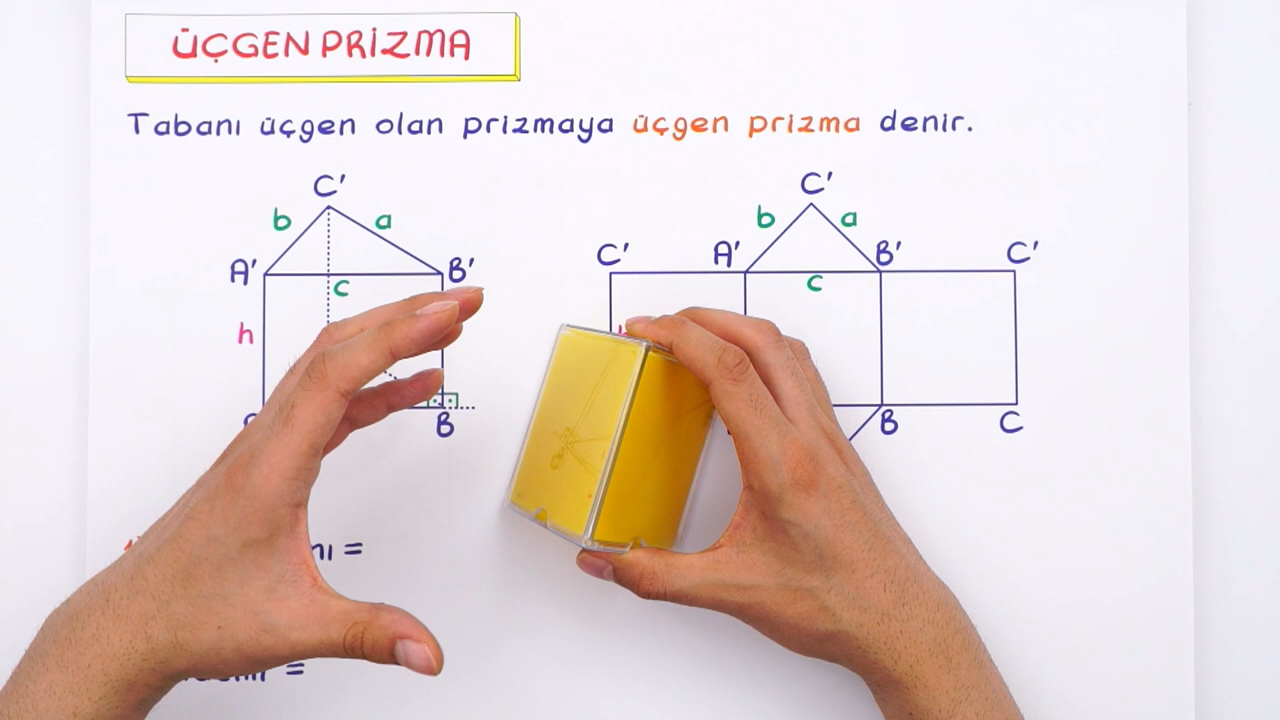 ÜÇGEN PRİZMA
Tabanı üçgen olan prizmaya üçgen prizma denir.
C' C'
b a b a
C' A' B' C'
A' B'
c c
h
B B C
=
=